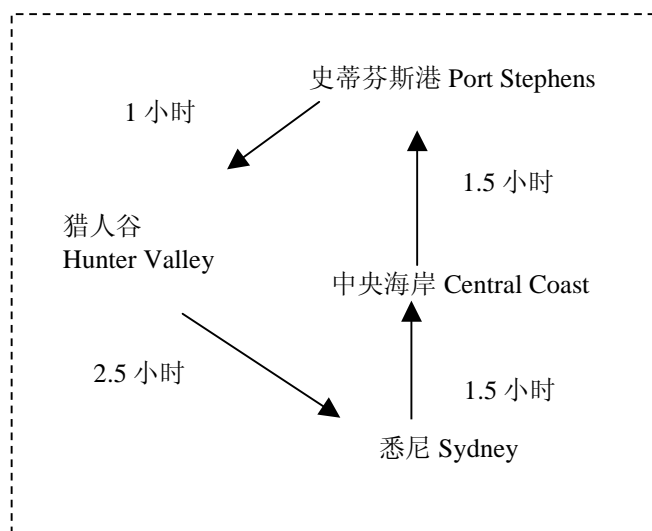 史蒂芬斯港 Port Stephens
1 小时
1.5 小时
猎人谷
Hunter Valley
中央海岸 Central Coast
2.5 小时
1.5 小时
悉尼 Sydney